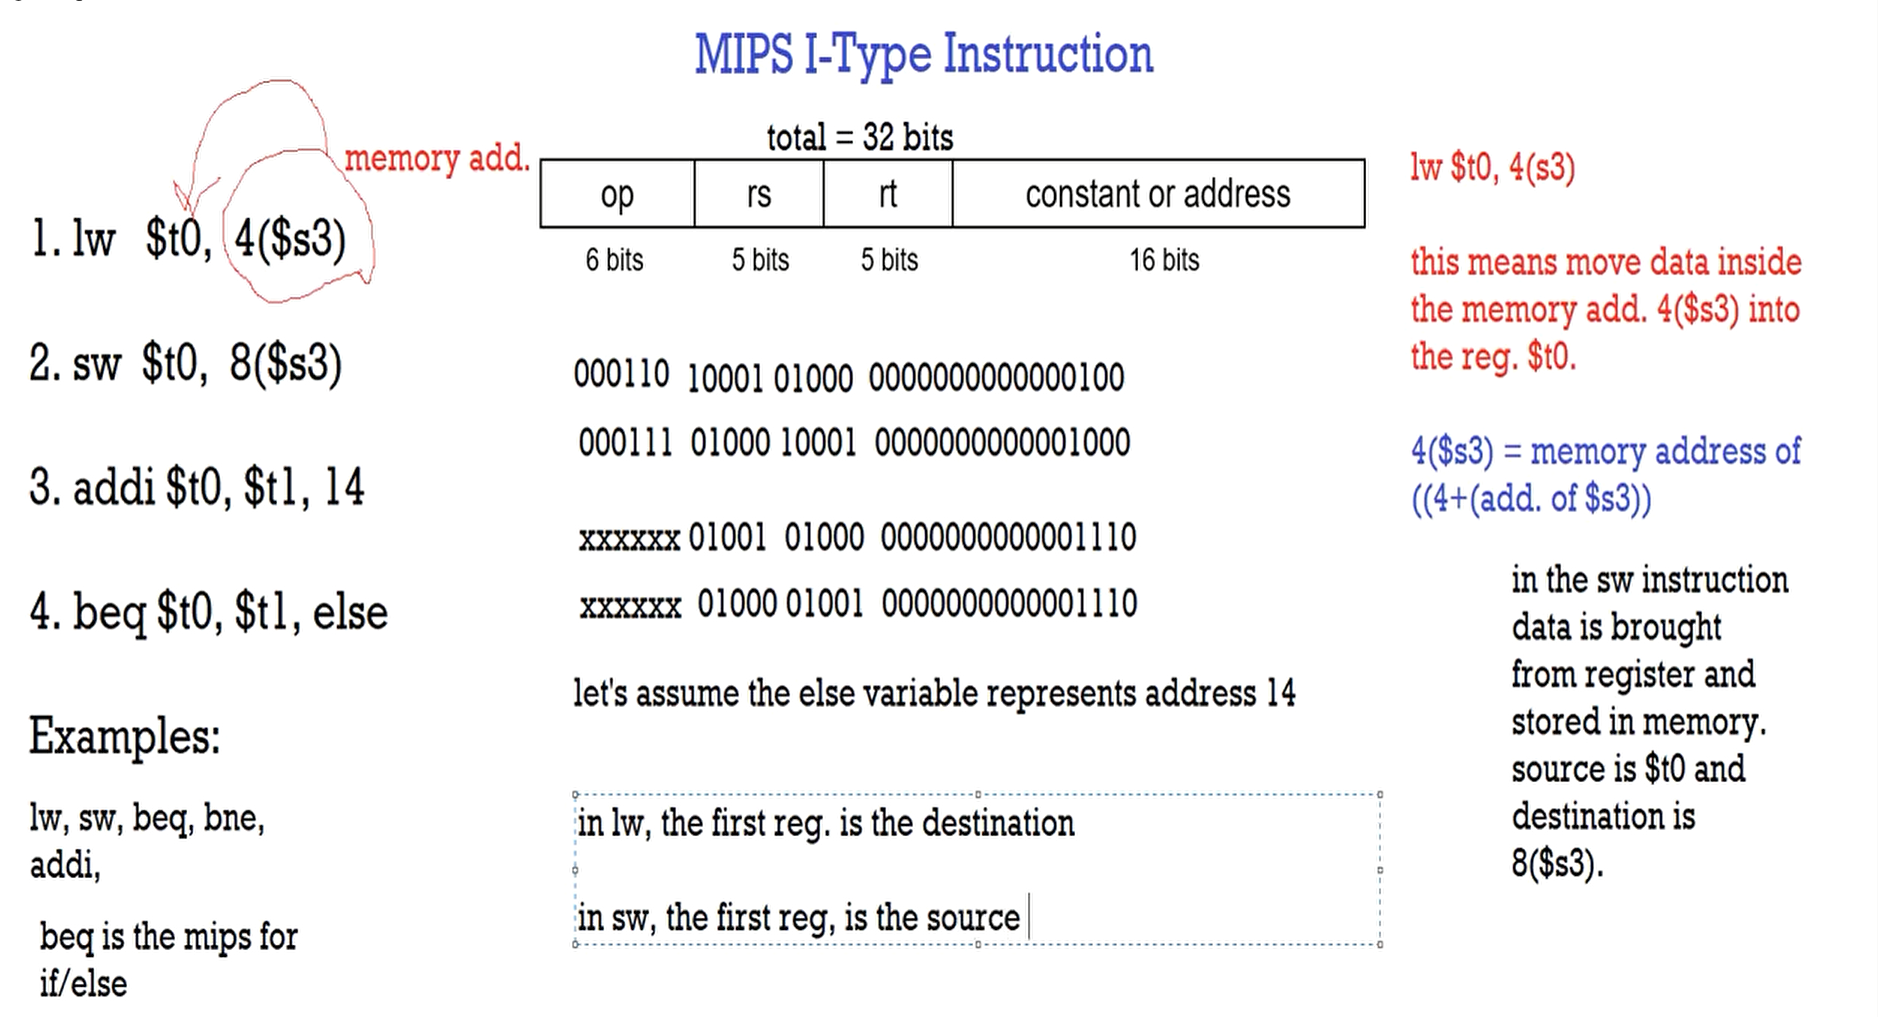 MIPS I-Type Instruction
total = 32 bits
memory add.
op rs rt constant or address
6 bits 5 bits 5 bits 16 bits
1. lw $t0, 4($s3)
2. sw $t0, 8($s3)
3. addi $t0, $t1, 14
4. beq $t0, $t1, else
Examples:
lw, sw, beq, bne,
addi,
beq is the mips for
if/else
000110 10001 01000 0000000000000100
000111 01000 10001 0000000000001000
xxxxxx 01001 01000 0000000000001110
xxxxxx 01000 01001 0000000000001110
let's assume the else variable represents address 14
in lw, the first reg. is the destination
in sw, the first reg, is the source
lw $t0, 4(s3)
this means move data inside
the memory add. 4($s3) into
the reg. $t0.
4($s3) = memory address of
((4+(add. of $s3))
in the sw instruction
data is brought
from register and
stored in memory.
source is $t0 and
destination is
8($s3).